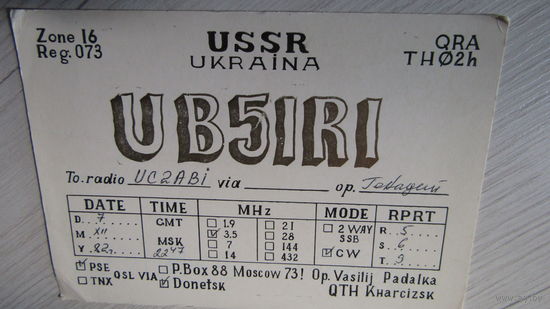 Zone 16
Reg. 073
USSR
UKRAINA
QRA
THØ2h
UB5IRI
To. radio UC2ABI via op.
DATE TIME MHz MODE RPRT
D. 7 GMT 1.9 21 2 WAY SSB R. 5
M. XII MSK ☑ 3.5 28 ☑ CW S. 6
Y. 82г. 2247 7 144 T. 9
14 432
☑ PSE QSL VIA P.Box 88 Moscow 73! Op. Vasilij Padalka
TNX ☑ Donetsk QTH Kharcizsk